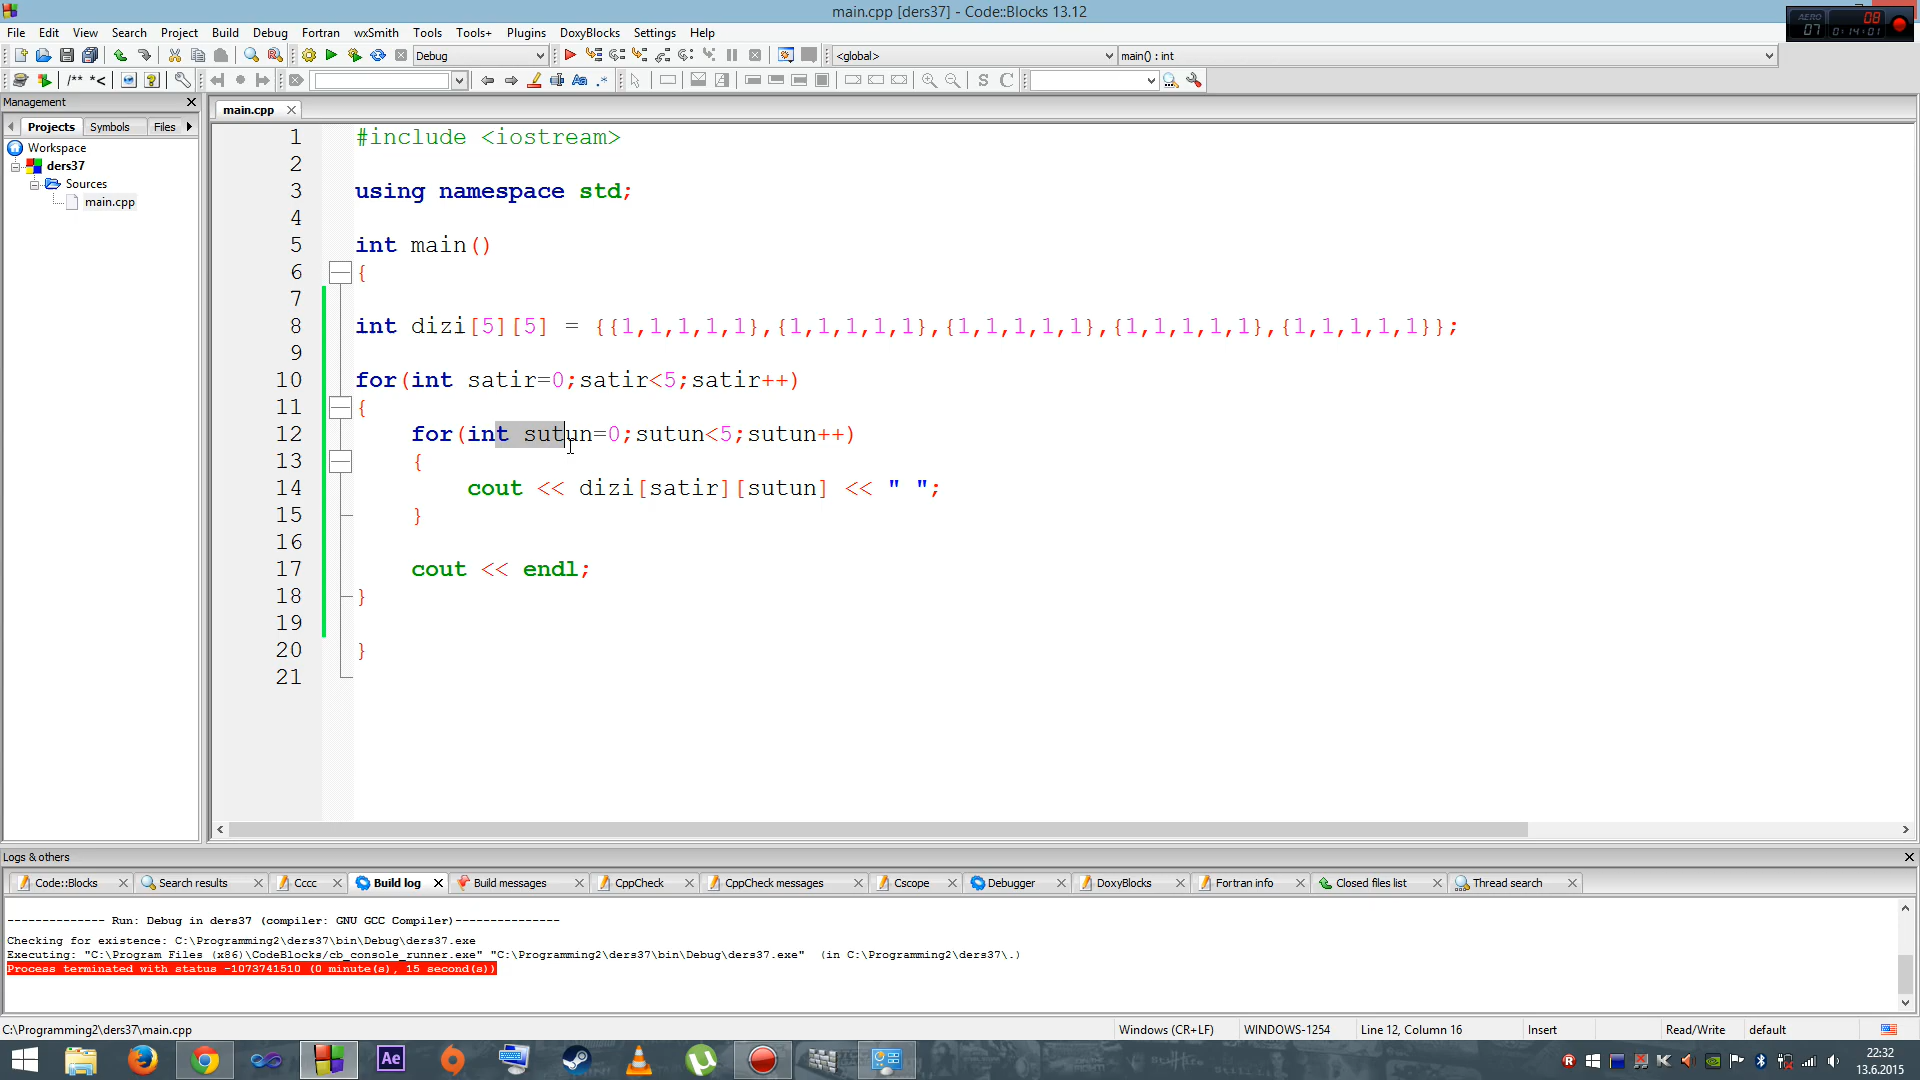 main.cpp [ders37] - Code::Blocks 13.12
AERO 08
07 0:14:01
File Edit View Search Project Build Debug Fortran wxSmith Tools Tools+ Plugins DoxyBlocks Settings Help
Debug <global> main() : int
/** *<
Management
Projects Symbols Files
main.cpp
Workspace
ders37
Sources
main.cpp
1 #include <iostream>
2
3 using namespace std;
4
5 int main()
6 {
7
8 int dizi[5][5] = {{1,1,1,1,1},{1,1,1,1,1},{1,1,1,1,1},{1,1,1,1,1},{1,1,1,1,1}};
9
10 for(int satir=0;satir<5;satir++)
11 {
12 for(int sutun=0;sutun<5;sutun++)
13 {
14 cout << dizi[satir][sutun] << " ";
15 }
16
17 cout << endl;
18 }
19
20 }
21
Logs & others
Code::Blocks Search results Cccc Build log Build messages CppCheck CppCheck messages Cscope Debugger DoxyBlocks Fortran info Closed files list Thread search
-------------- Run: Debug in ders37 (compiler: GNU GCC Compiler)---------------
Checking for existence: C:\Programming2\ders37\bin\Debug\ders37.exe
Executing: "C:\Program Files (x86)\CodeBlocks/cb_console_runner.exe" "C:\Programming2\ders37\bin\Debug\ders37.exe" (in C:\Programming2\ders37\.)
Process terminated with status -1073741510 (0 minute(s), 15 second(s))
C:\Programming2\ders37\main.cpp Windows (CR+LF) WINDOWS-1254 Line 12, Column 16 Insert Read/Write default
Ae
22:32
13.6.2015